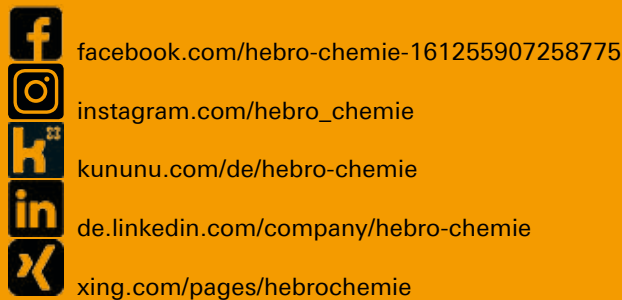 facebook.com/hebro-chemie-161255907258775
instagram.com/hebro_chemie
kununu.com/de/hebro-chemie
de.linkedin.com/company/hebro-chemie
xing.com/pages/hebrochemie